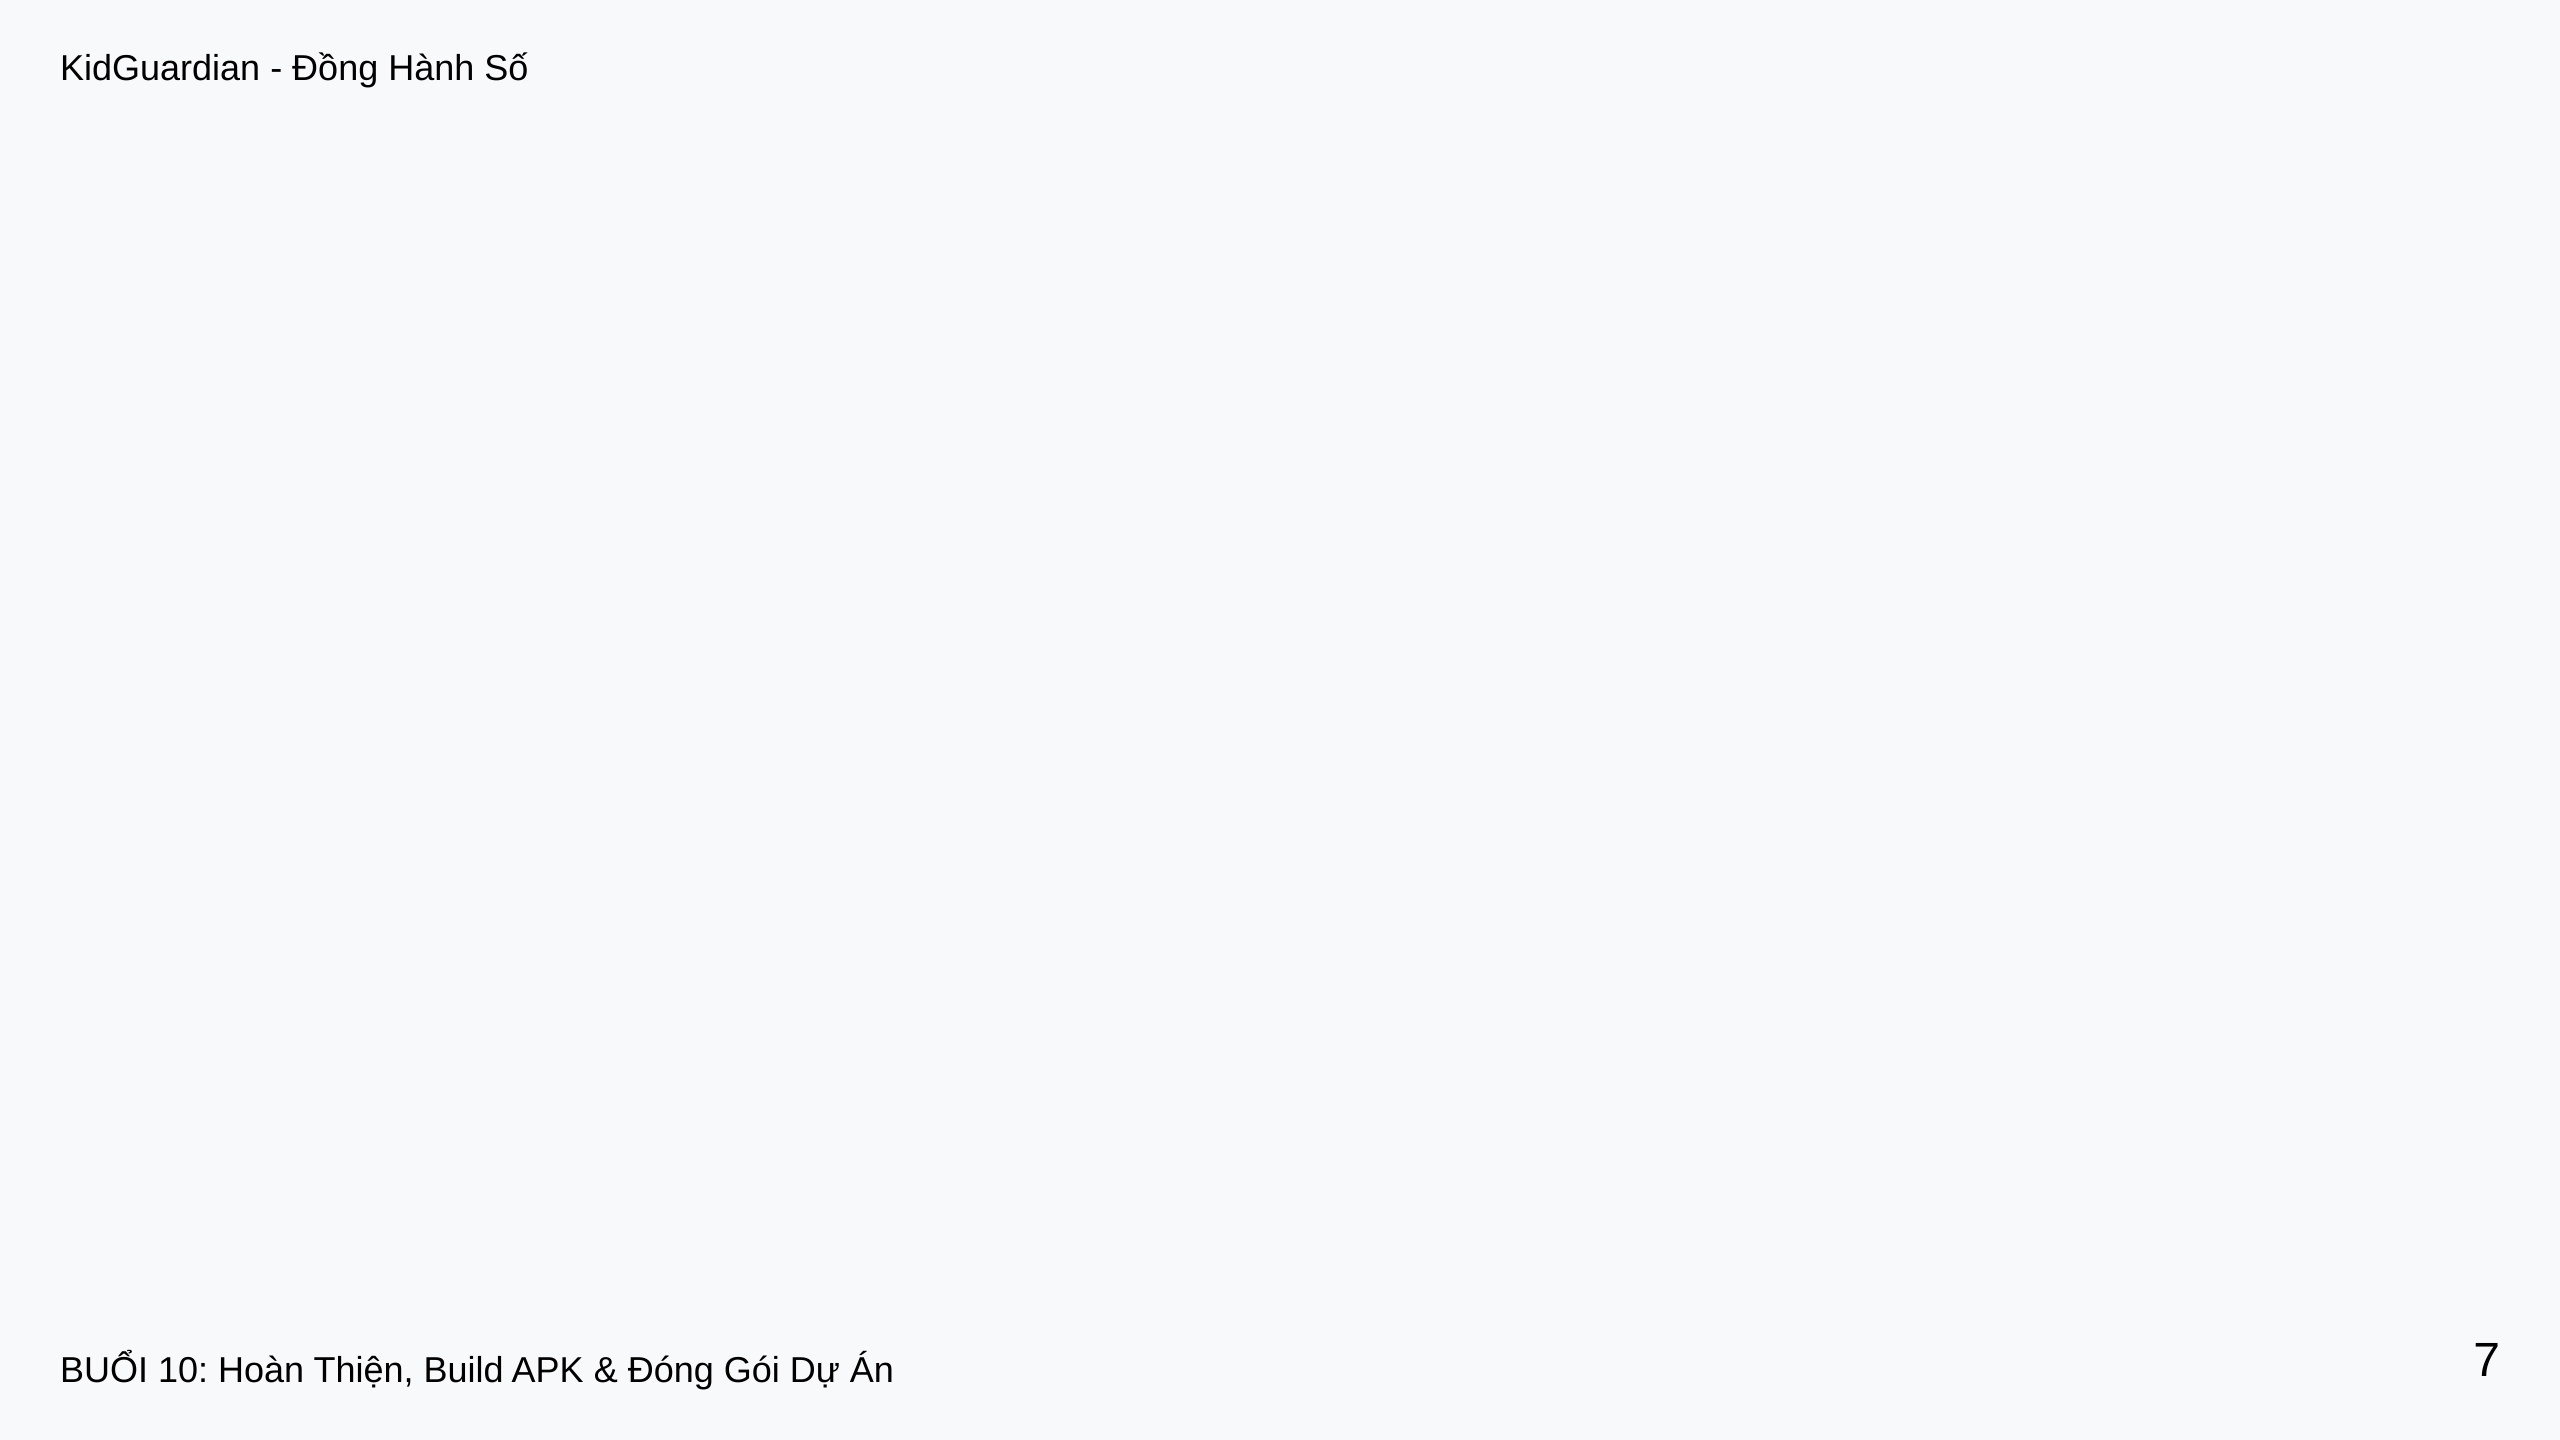 KidGuardian - Đồng Hành Số
BUỔI 10: Hoàn Thiện, Build APK & Đóng Gói Dự Án
7